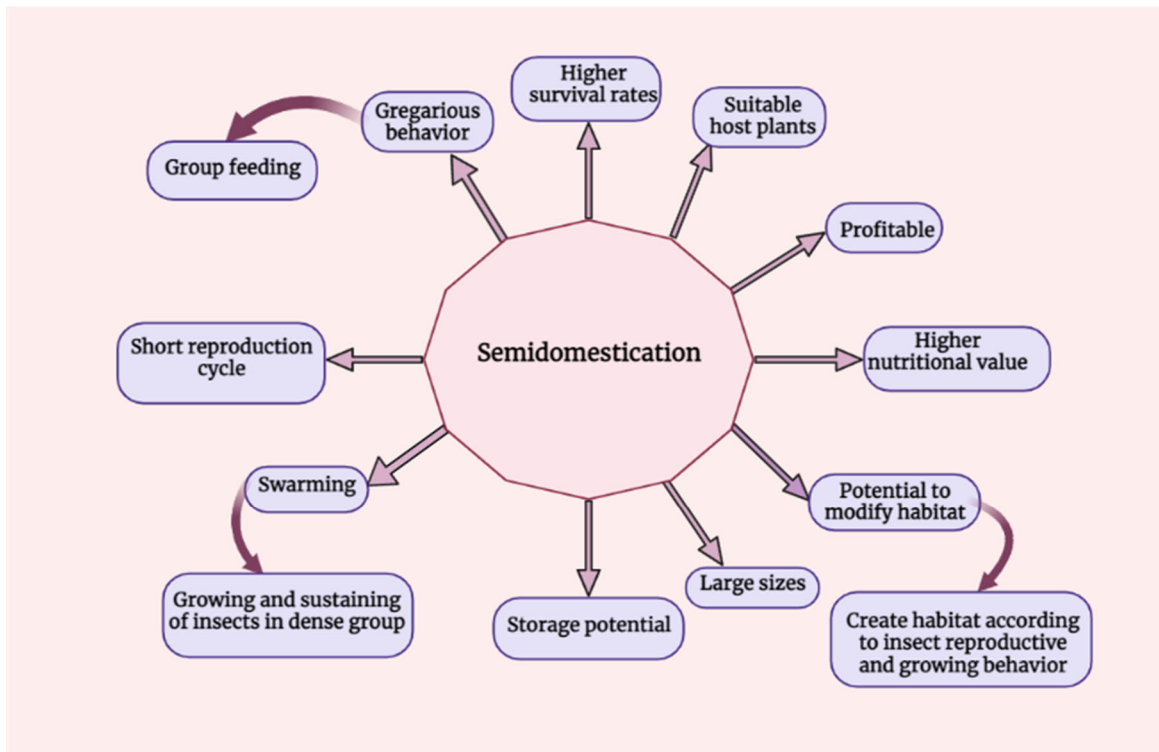 Higher
survival rates
Suitable
host plants
Gregarious
behavior
Group feeding
Profitable
Semidomestication
Short reproduction
cycle
Higher
nutritional value
Swarming
Potential to
modify habitat
Large sizes
Storage potential
Growing and sustaining
of insects in dense group
Create habitat according
to insect reproductive
and growing behavior